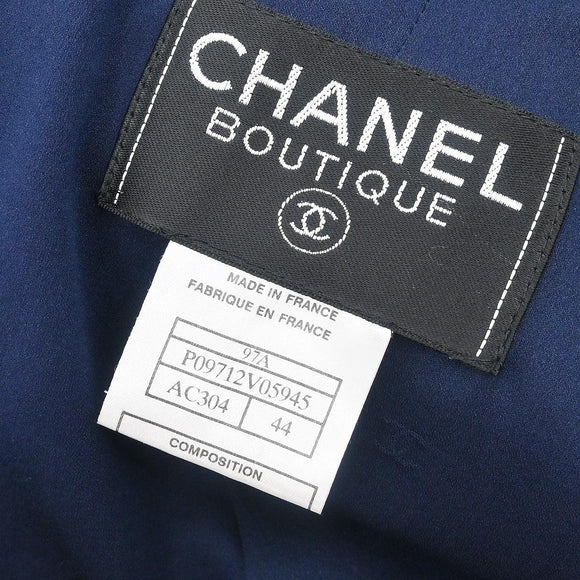 CHANEL
BOUTIQUE
MADE IN FRANCE
FABRIQUE EN FRANCE
97A
P09712V05945
AC304 44
COMPOSITION